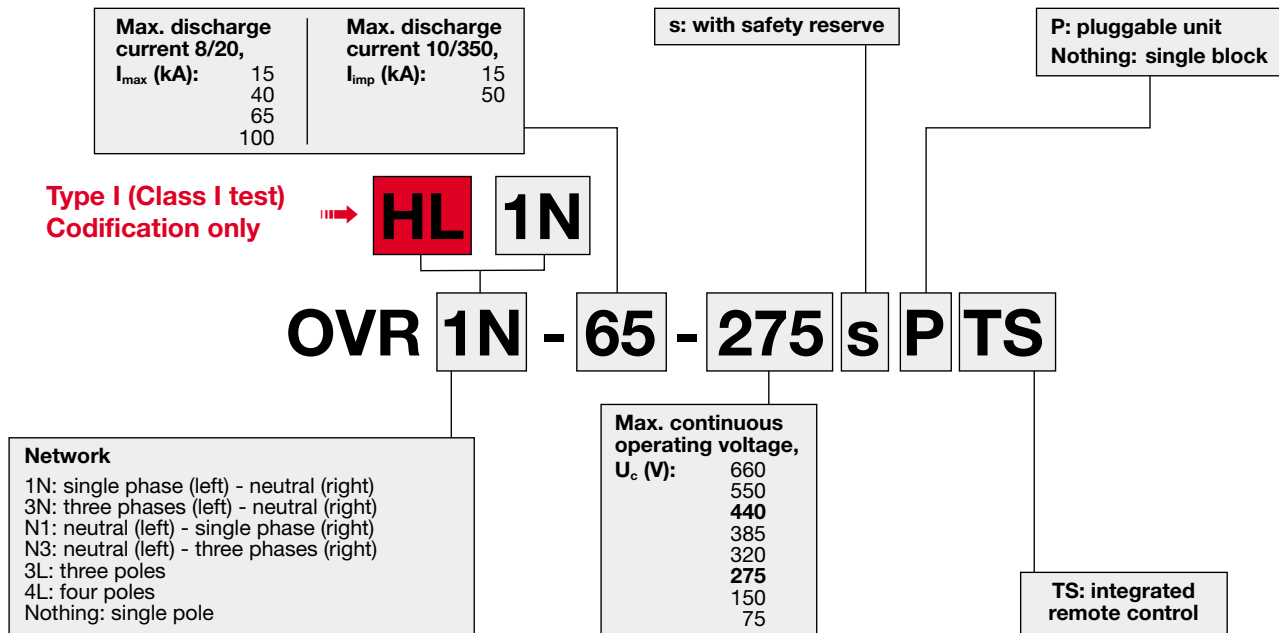 Max. discharge
current 8/20,
I_max (kA): 15
40
65
100
Max. discharge
current 10/350,
I_imp (kA): 15
50
s: with safety reserve
P: pluggable unit
Nothing: single block
Type I (Class I test)
Codification only
HL 1N
OVR 1N - 65 - 275 s P TS
Network
1N: single phase (left) - neutral (right)
3N: three phases (left) - neutral (right)
N1: neutral (left) - single phase (right)
N3: neutral (left) - three phases (right)
3L: three poles
4L: four poles
Nothing: single pole
Max. continuous
operating voltage,
U_c (V): 660
550
440
385
320
275
150
75
TS: integrated
remote control